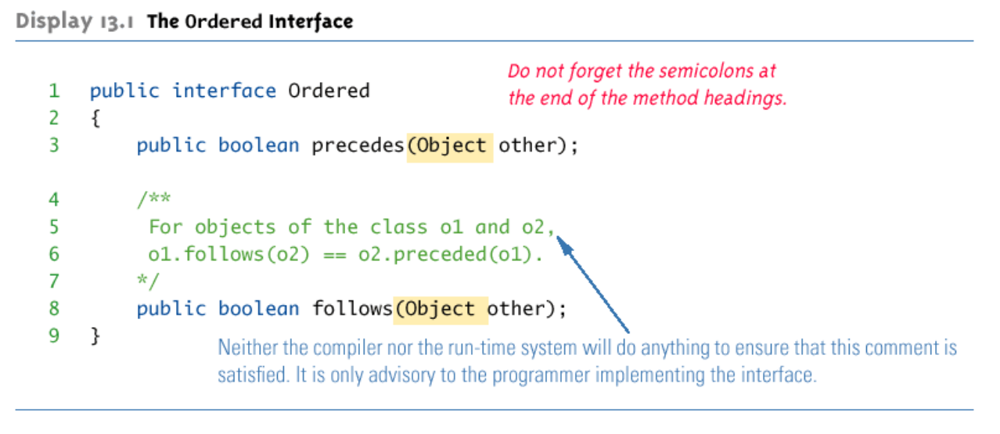 Display 13.1 The Ordered Interface
Do not forget the semicolons at
the end of the method headings.
1 public interface Ordered
2 {
3 public boolean precedes(Object other);
4 /**
5 For objects of the class o1 and o2,
6 o1.follows(o2) == o2.preceded(o1).
7 */
8 public boolean follows(Object other);
9 }
Neither the compiler nor the run-time system will do anything to ensure that this comment is
satisfied. It is only advisory to the programmer implementing the interface.